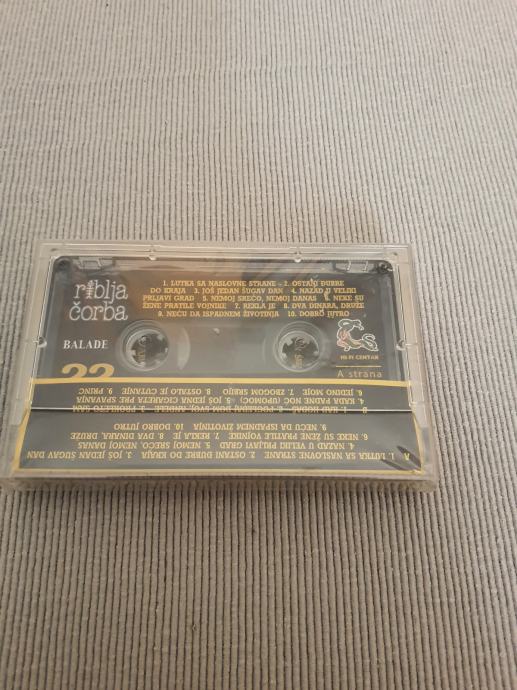 riblja
čorba
BALADE
1. LUTKA SA NASLOVNE STRANE - 2. OSTANI ĐUBRE
DO KRAJA 3. JOŠ JEDAN ŠUGAV DAN 4. NAZAD U VELIKI
PRLJAVI GRAD 5. NEMOJ SREĆO, NEMOJ DANAS 6. NEKE SU
ŽENE PRATILE VOJNIKE 7. REKLA JE 8. DVA DINARA, DRUŽE
9. NEĆU DA ISPADNEM ŽIVOTINJA 10. DOBRO JUTRO
HI-FI CENTAR
A strana
22
A 1. LUTKA SA NASLOVNE STRANE 2. OSTANI ĐUBRE DO KRAJA 3. JOŠ JEDAN ŠUGAV DAN
4. NAZAD U VELIKI PRLJAVI GRAD 5. NEMOJ SREĆO, NEMOJ DANAS
6. NEKE SU ŽENE PRATILE VOJNIKE 7. REKLA JE 8. DVA DINARA, DRUŽE
9. NEĆU DA ISPADNEM ŽIVOTINJA 10. DOBRO JUTRO
4. KADA PADNE NOĆ (UPOMOĆ) 5. JOŠ JEDNA CIGARETA PRE SPAVANJA
6. JEDINO MOJE 7. ZBOGOM SRBIJO 8. OSTALO JE ĆUTANJE 9. PRINC